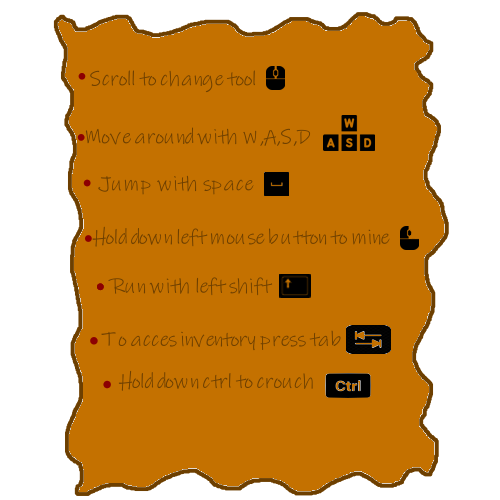 Scroll to change tool
W
Move around with W,A,S,D A S D
Jump with space
Hold down left mouse button to mine
Run with left shift
To acces inventory press tab
Hold down ctrl to crouch Ctrl